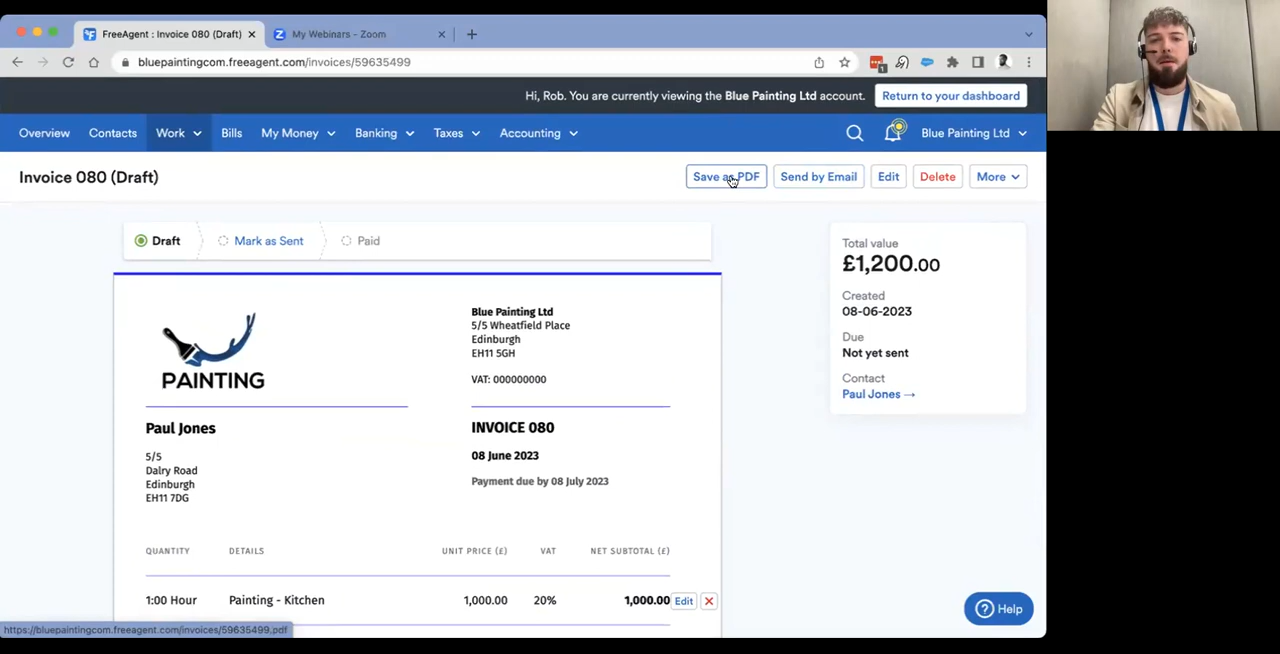 FreeAgent : Invoice 080 (Draft)
My Webinars - Zoom
bluepaintingcom.freeagent.com/invoices/59635499
1
Hi, Rob. You are currently viewing the Blue Painting Ltd account.
Return to your dashboard
Overview Contacts Work Bills My Money Banking Taxes Accounting Blue Painting Ltd
Invoice 080 (Draft)
Save as PDF Send by Email Edit Delete More
Draft Mark as Sent Paid
Total value
£1,200.00
Created
08-06-2023
Due
Not yet sent
Contact
Paul Jones →
PAINTING
Blue Painting Ltd
5/5 Wheatfield Place
Edinburgh
EH11 5GH
VAT: 000000000
Paul Jones
5/5
Dalry Road
Edinburgh
EH11 7DG
INVOICE 080
08 June 2023
Payment due by 08 July 2023
QUANTITY DETAILS UNIT PRICE (£) VAT NET SUBTOTAL (£)
1:00 Hour Painting - Kitchen 1,000.00 20% 1,000.00 Edit
Help
https://bluepaintingcom.freeagent.com/invoices/59635499.pdf